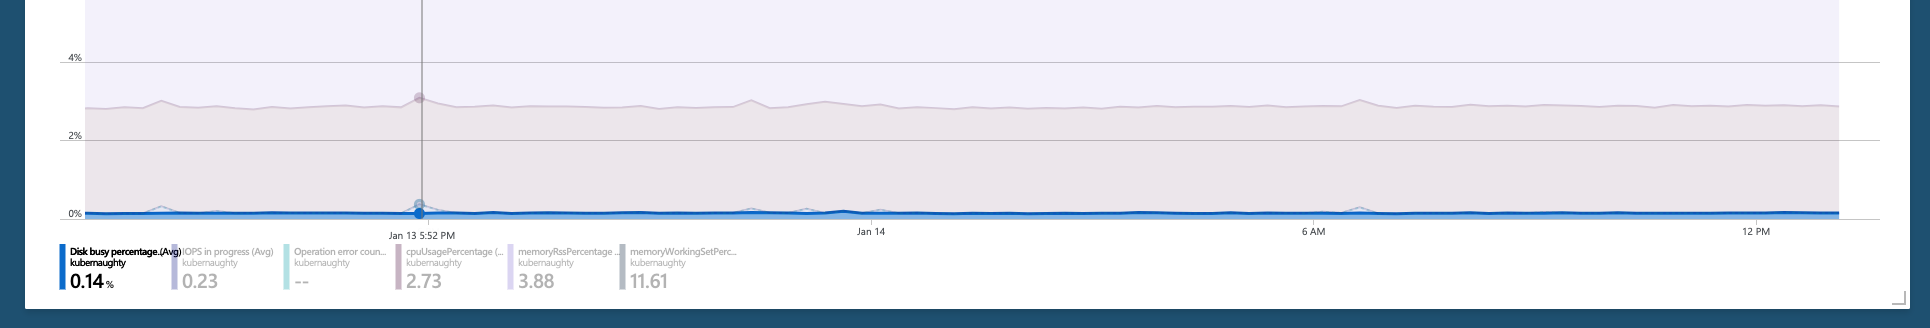 4%
2%
0%
Jan 13 5:52 PM
Jan 14
6 AM
12 PM
Disk busy percentage.(Avg)
kubernaughty
0.14 %
IOPS in progress (Avg)
kubernaughty
0.23
Operation error coun...
kubernaughty
--
cpuUsagePercentage (...
kubernaughty
2.73
memoryRssPercentage ...
kubernaughty
3.88
memoryWorkingSetPerc...
kubernaughty
11.61